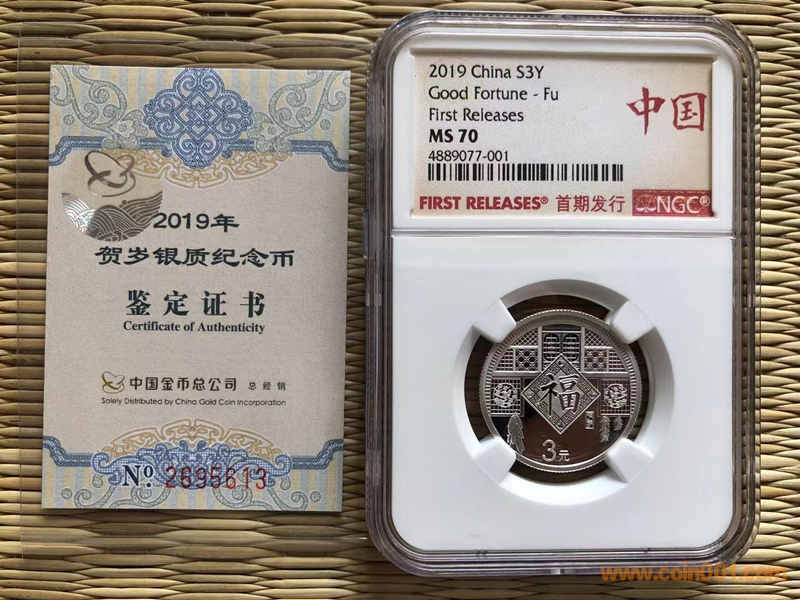 2019年
贺岁银质纪念币
鉴定证书
Certificate of Authenticity
中国金币总公司 总经销
Solely Distributed by China Gold Coin Incorporation
No. 2695613
2019 China S3Y
Good Fortune - Fu
First Releases
MS 70
4889077-001
中国
FIRST RELEASES® 首期发行 NGC®
福
3元
www.coin001.com